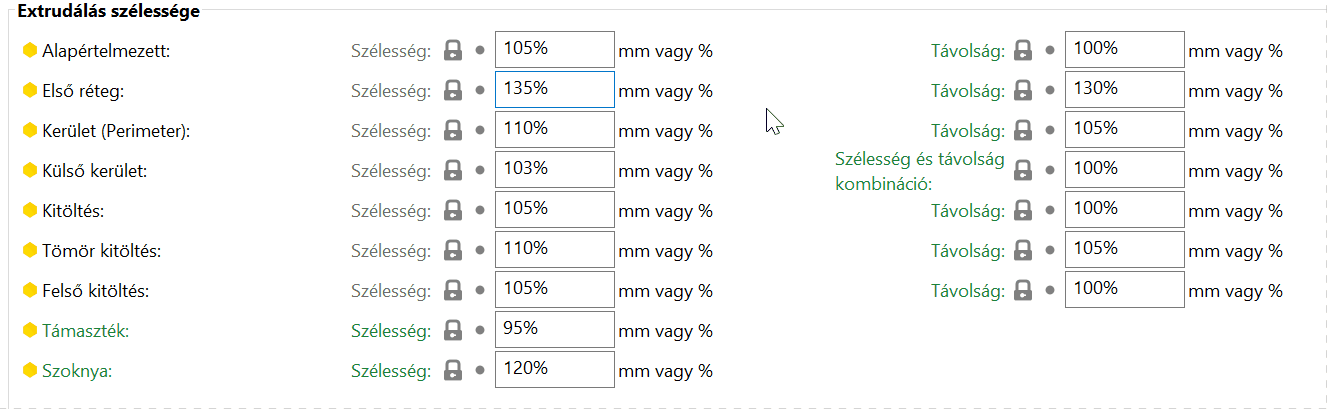 Extrudálás szélessége
Alapértelmezett: Szélesség: 105% mm vagy % Távolság: 100% mm vagy %
Első réteg: Szélesség: 135% mm vagy % Távolság: 130% mm vagy %
Kerület (Perimeter): Szélesség: 110% mm vagy % Távolság: 105% mm vagy %
Külső kerület: Szélesség: 103% mm vagy % Szélesség és távolság
kombináció: 100% mm vagy %
Kitöltés: Szélesség: 105% mm vagy % Távolság: 100% mm vagy %
Tömör kitöltés: Szélesség: 110% mm vagy % Távolság: 105% mm vagy %
Felső kitöltés: Szélesség: 105% mm vagy % Távolság: 100% mm vagy %
Támaszték: Szélesség: 95% mm vagy %
Szoknya: Szélesség: 120% mm vagy %